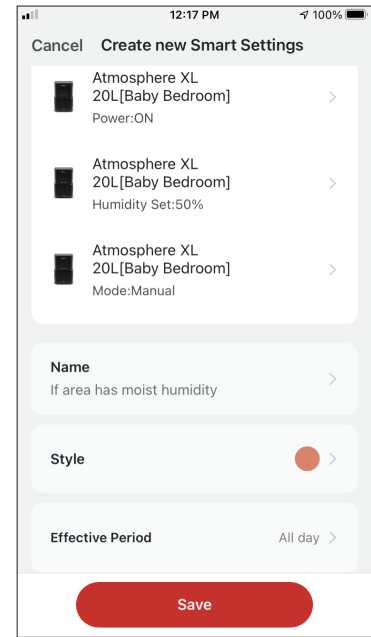 12:17 PM
100%
Cancel Create new Smart Settings
Atmosphere XL
20L[Baby Bedroom]
Power:ON
Atmosphere XL
20L[Baby Bedroom]
Humidity Set:50%
Atmosphere XL
20L[Baby Bedroom]
Mode:Manual
Name
If area has moist humidity
Style
Effective Period
All day
Save